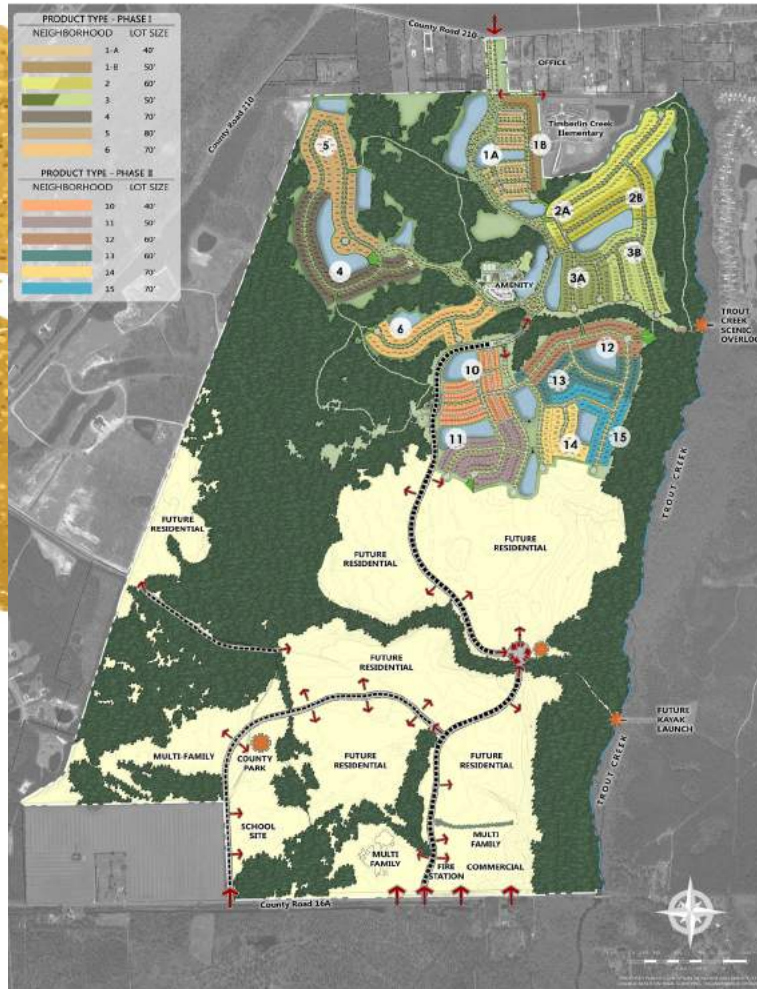 PRODUCT TYPE - PHASE I
NEIGHBORHOOD LOT SIZE
1-A 40'
1-B 50'
2 60'
3 50'
4 70'
5 80'
6 70'
PRODUCT TYPE - PHASE II
NEIGHBORHOOD LOT SIZE
10 40'
11 50'
12 60'
13 60'
14 70'
15 70'
County Road 210
County Road 210
OFFICE
Timberlin Creek
Elementary
1A
1B
5
2A
2B
3A
3B
4
AMENITY
6
TROUT
CREEK
SCENIC
OVERLOO
12
10
13
11
14
15
TROUT CREEK
FUTURE
RESIDENTIAL
FUTURE
RESIDENTIAL
FUTURE
RESIDENTIAL
FUTURE
RESIDENTIAL
FUTURE
KAYAK
LAUNCH
MULTI-FAMILY
COUNTY
PARK
FUTURE
RESIDENTIAL
FUTURE
RESIDENTIAL
TROUT CREEK
SCHOOL
SITE
MULTI
FAMILY
MULTI
FAMILY
FIRE
STATION
COMMERCIAL
County Road 16A